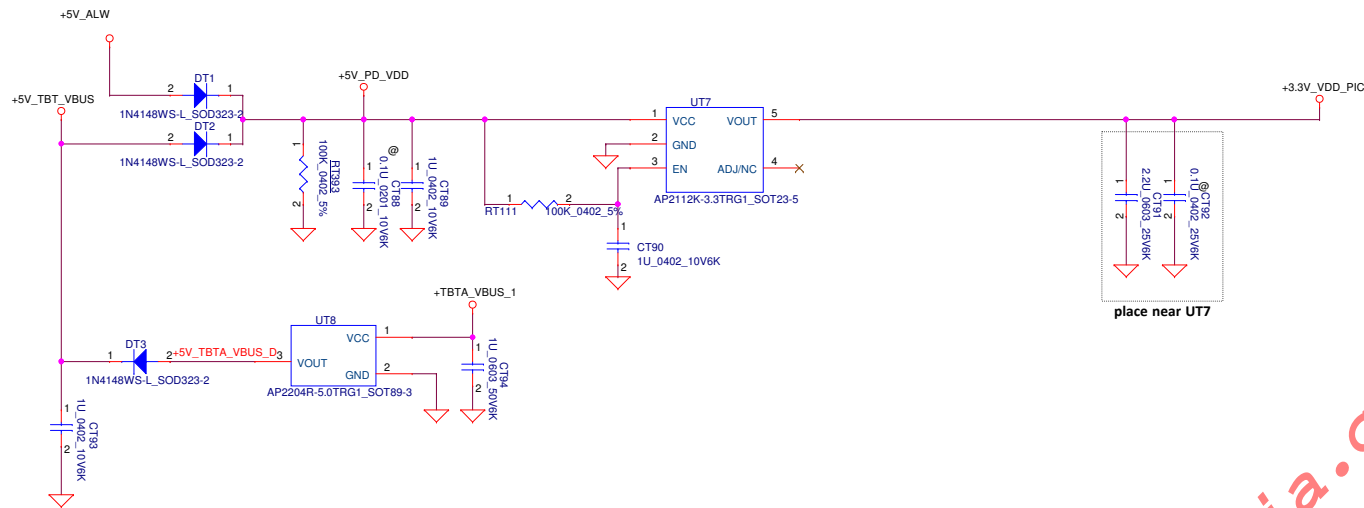 +5V_ALW
+5V_TBT_VBUS
DT1
2 1
1N4148WS-L_SOD323-2
DT2
2 1
1N4148WS-L_SOD323-2
+5V_PD_VDD
1
2
RT393
100K_0402_5%
@
1
2
CT88
0.1U_0201_10V6K
1
2
CT89
1U_0402_10V6K
UT7
1 VCC VOUT 5
2 GND
3 EN ADJ/NC 4
AP2112K-3.3TRG1_SOT23-5
1 2
RT111 100K_0402_5%
1
CT90
2 1U_0402_10V6K
+3.3V_VDD_PIC
1
2
CT91
2.2U_0603_25V6K
@
1
2
CT92
0.1U_0402_25V6K
place near UT7
+TBTA_VBUS_1
UT8
VCC 1
VOUT 3
GND 2
AP2204R-5.0TRG1_SOT89-3
1
2
CT94
1U_0603_50V6K
DT3
1 2 +5V_TBTA_VBUS_D
1N4148WS-L_SOD323-2
1
2
CT93
1U_0402_10V6K
ia.